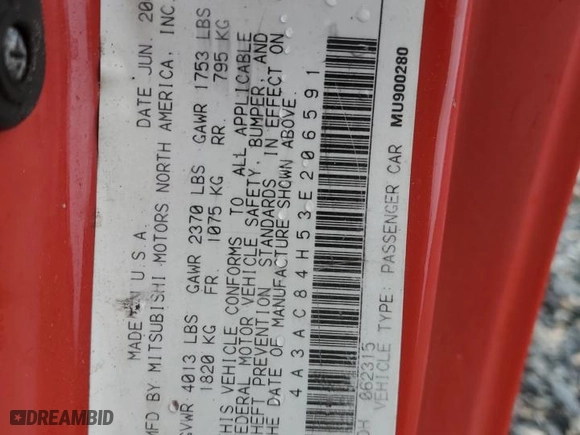 MADE IN U.S.A. DATE JUN. 20
MFD BY MITSUBISHI MOTORS NORTH AMERICA, INC.
GVWR 4013 LBS GAWR 2370 LBS GAWR 1753 LBS
1820 KG FR. 1075 KG RR. 795 KG
THIS VEHICLE CONFORMS TO ALL APPLICABLE
FEDERAL MOTOR VEHICLE SAFETY, BUMPER, AND
THEFT PREVENTION STANDARDS IN EFFECT ON
THE DATE OF MANUFACTURE SHOWN ABOVE
4A3AC84H53E206591
062315
VEHICLE TYPE: PASSENGER CAR MU900280
DREAMBID